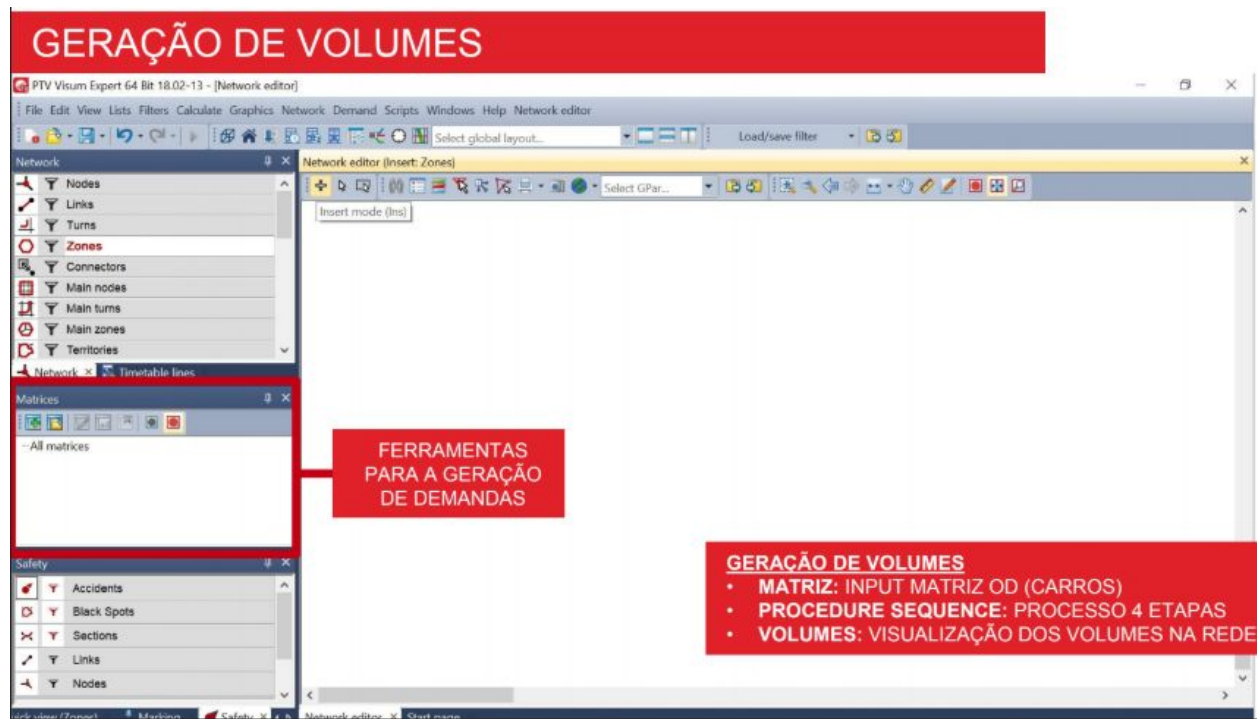 GERAÇÃO DE VOLUMES
PTV Visum Expert 64 Bit 18.02-13 - [Network editor]
File Edit View Lists Filters Calculate Graphics Network Demand Scripts Windows Help Network editor
Select global layout...
Load/save filter
Network
Network editor (Insert: Zones)
Select GPar...
Insert mode (Ins)
Nodes
Links
Turns
Zones
Connectors
Main nodes
Main turns
Main zones
Territories
Network
Timetable lines
Matrices
All matrices
FERRAMENTAS
PARA A GERAÇÃO
DE DEMANDAS
Safety
Accidents
Black Spots
Sections
Links
Nodes
GERAÇÃO DE VOLUMES
• MATRIZ: INPUT MATRIZ OD (CARROS)
• PROCEDURE SEQUENCE: PROCESSO 4 ETAPAS
• VOLUMES: VISUALIZAÇÃO DOS VOLUMES NA REDE
view (Zones)
Marking
Safety
Network editor
Start page